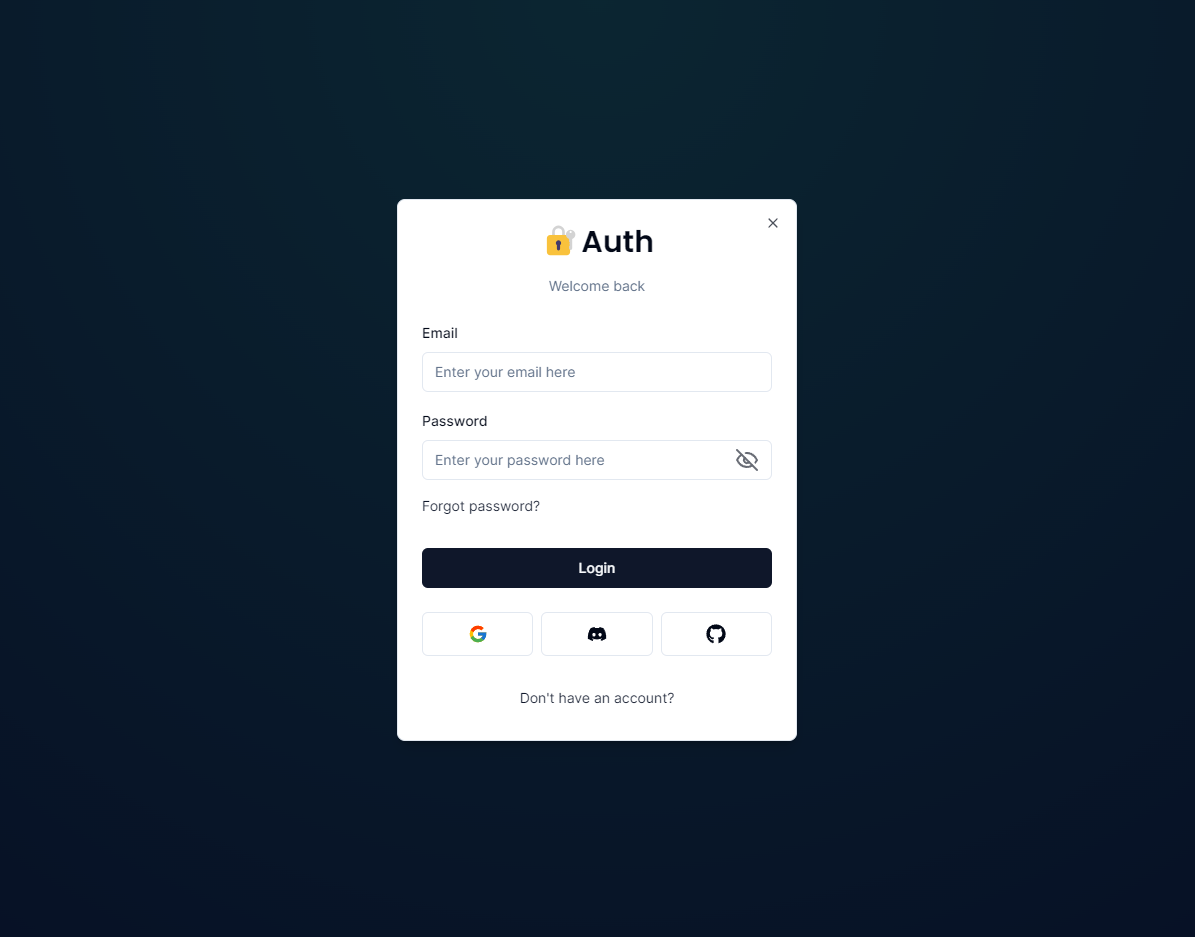 Auth
Welcome back
Email
Enter your email here
Password
Enter your password here
Forgot password?
Login
Don't have an account?